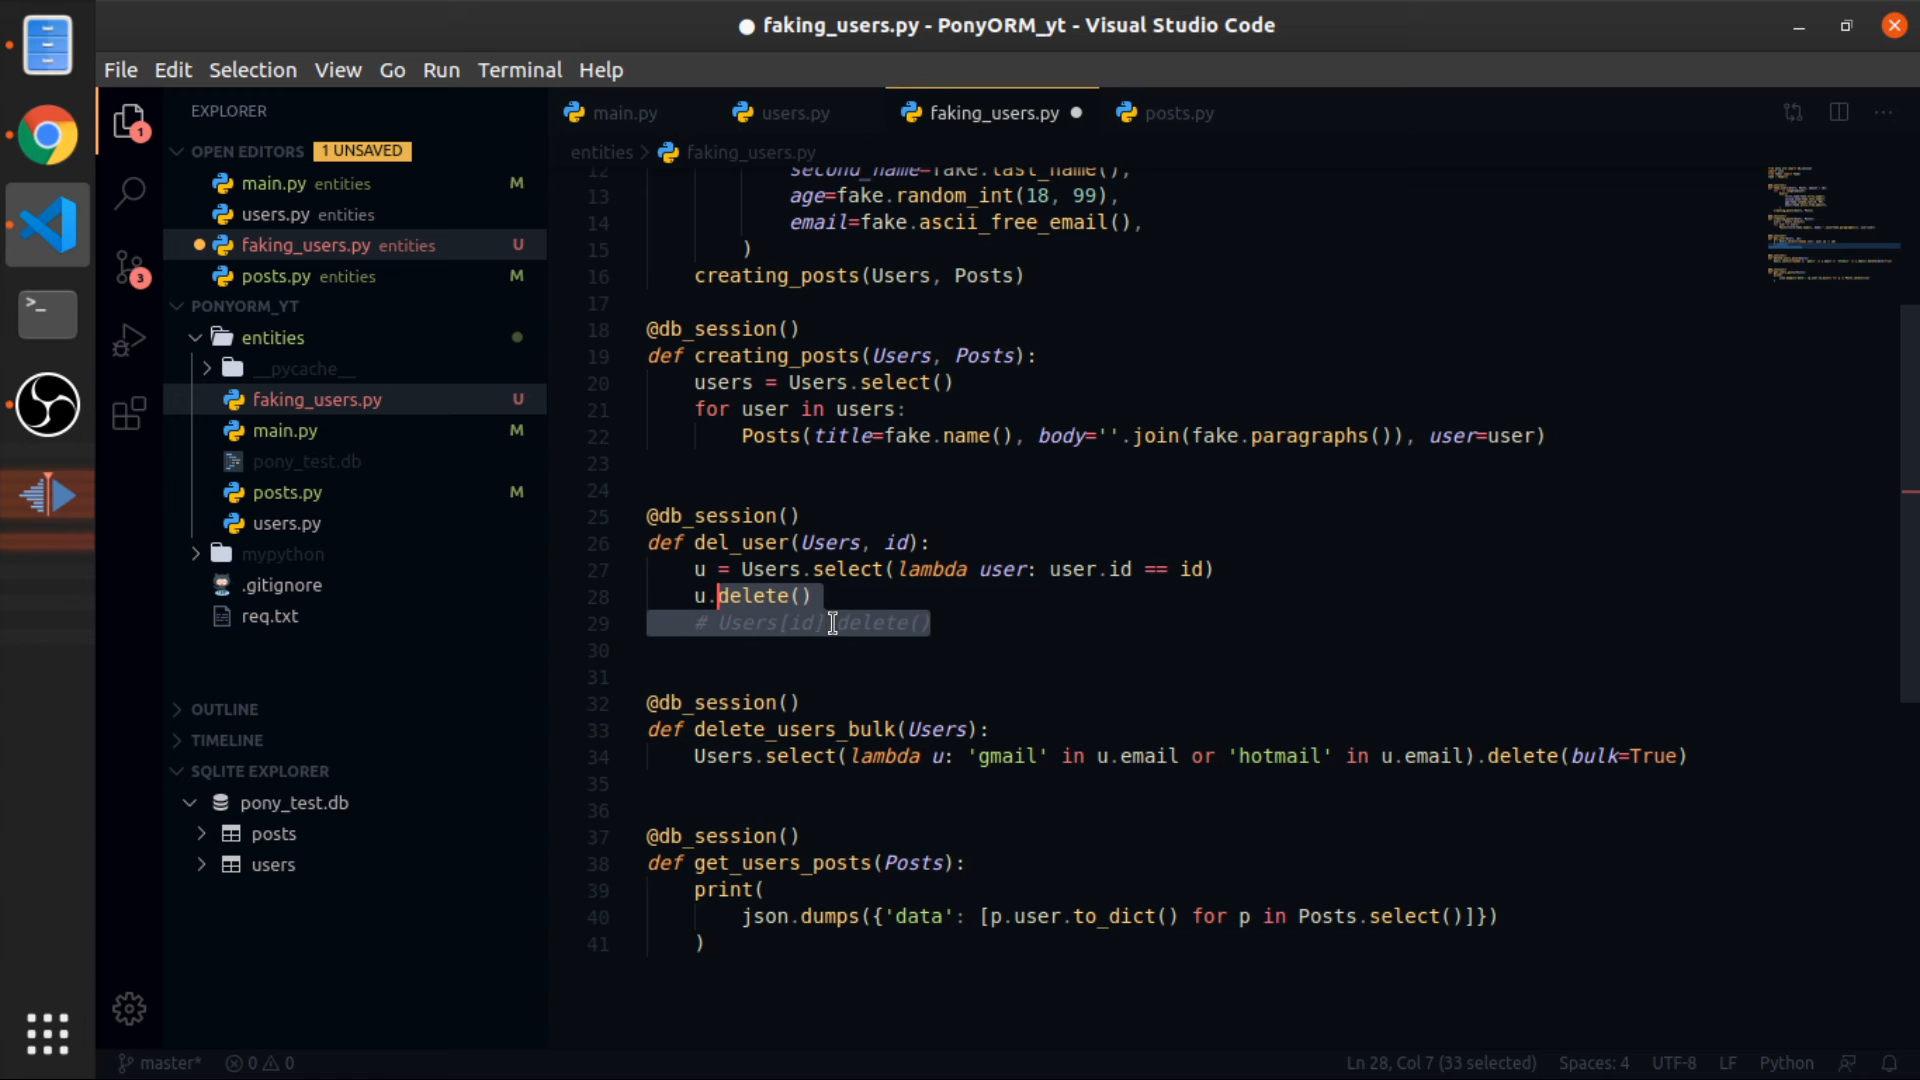 faking_users.py - PonyORM_yt - Visual Studio Code
File Edit Selection View Go Run Terminal Help
EXPLORER
main.py users.py faking_users.py posts.py
OPEN EDITORS 1 UNSAVED
entities > faking_users.py
main.py entities M
users.py entities
faking_users.py entities U
posts.py entities M
PONYORM_YT
entities
__pycache__
faking_users.py U
main.py M
pony_test.db
posts.py M
users.py
mypython
.gitignore
req.txt
OUTLINE
TIMELINE
SQLITE EXPLORER
pony_test.db
posts
users
1
3
12 second_name=fake.last_name(),
13 age=fake.random_int(18, 99),
14 email=fake.ascii_free_email(),
15 )
16 creating_posts(Users, Posts)
17
18 @db_session()
19 def creating_posts(Users, Posts):
20 users = Users.select()
21 for user in users:
22 Posts(title=fake.name(), body=''.join(fake.paragraphs()), user=user)
23
24
25 @db_session()
26 def del_user(Users, id):
27 u = Users.select(lambda user: user.id == id)
28 u.delete()
29 # Users[id].delete()
30
31
32 @db_session()
33 def delete_users_bulk(Users):
34 Users.select(lambda u: 'gmail' in u.email or 'hotmail' in u.email).delete(bulk=True)
35
36
37 @db_session()
38 def get_users_posts(Posts):
39 print(
40 json.dumps({'data': [p.user.to_dict() for p in Posts.select()]})
41 )
master* 0 0 Ln 28, Col 7 (33 selected) Spaces: 4 UTF-8 LF Python